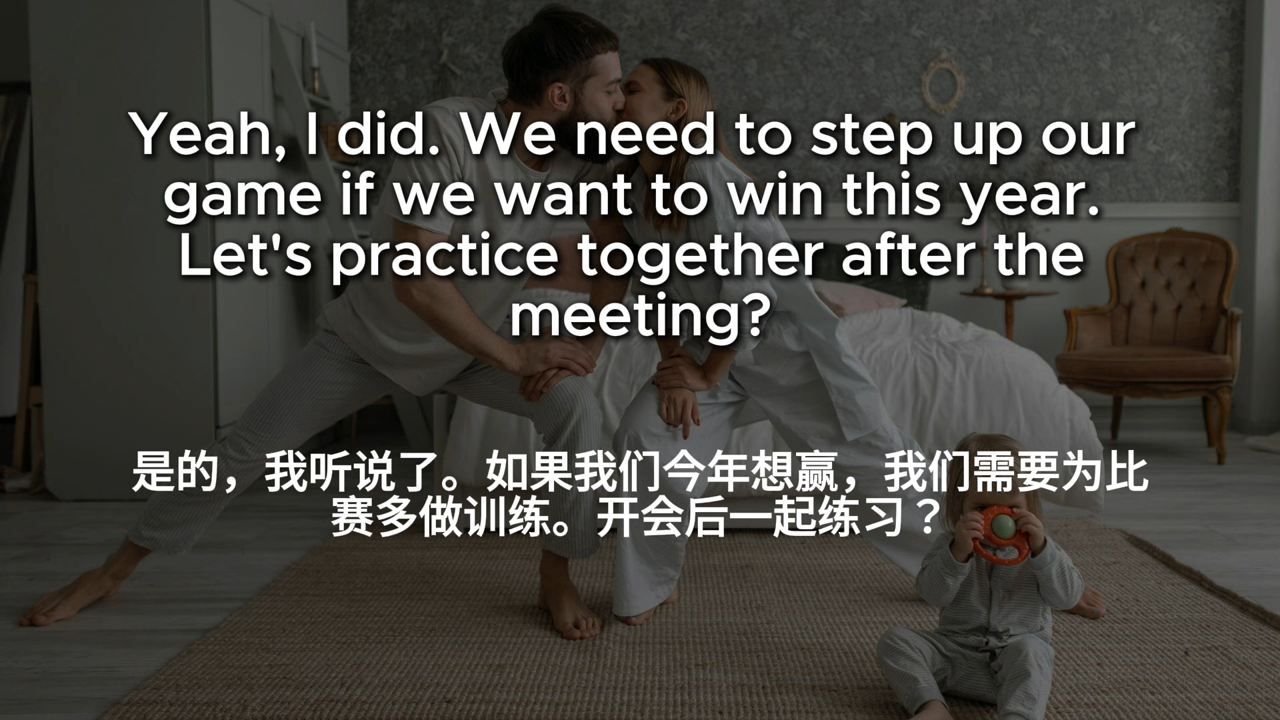 Yeah, I did. We need to step up our
game if we want to win this year.
Let's practice together after the
meeting?
是的，我听说了。如果我们今年想赢，我们需要为比
赛多做训练。开会后一起练习？